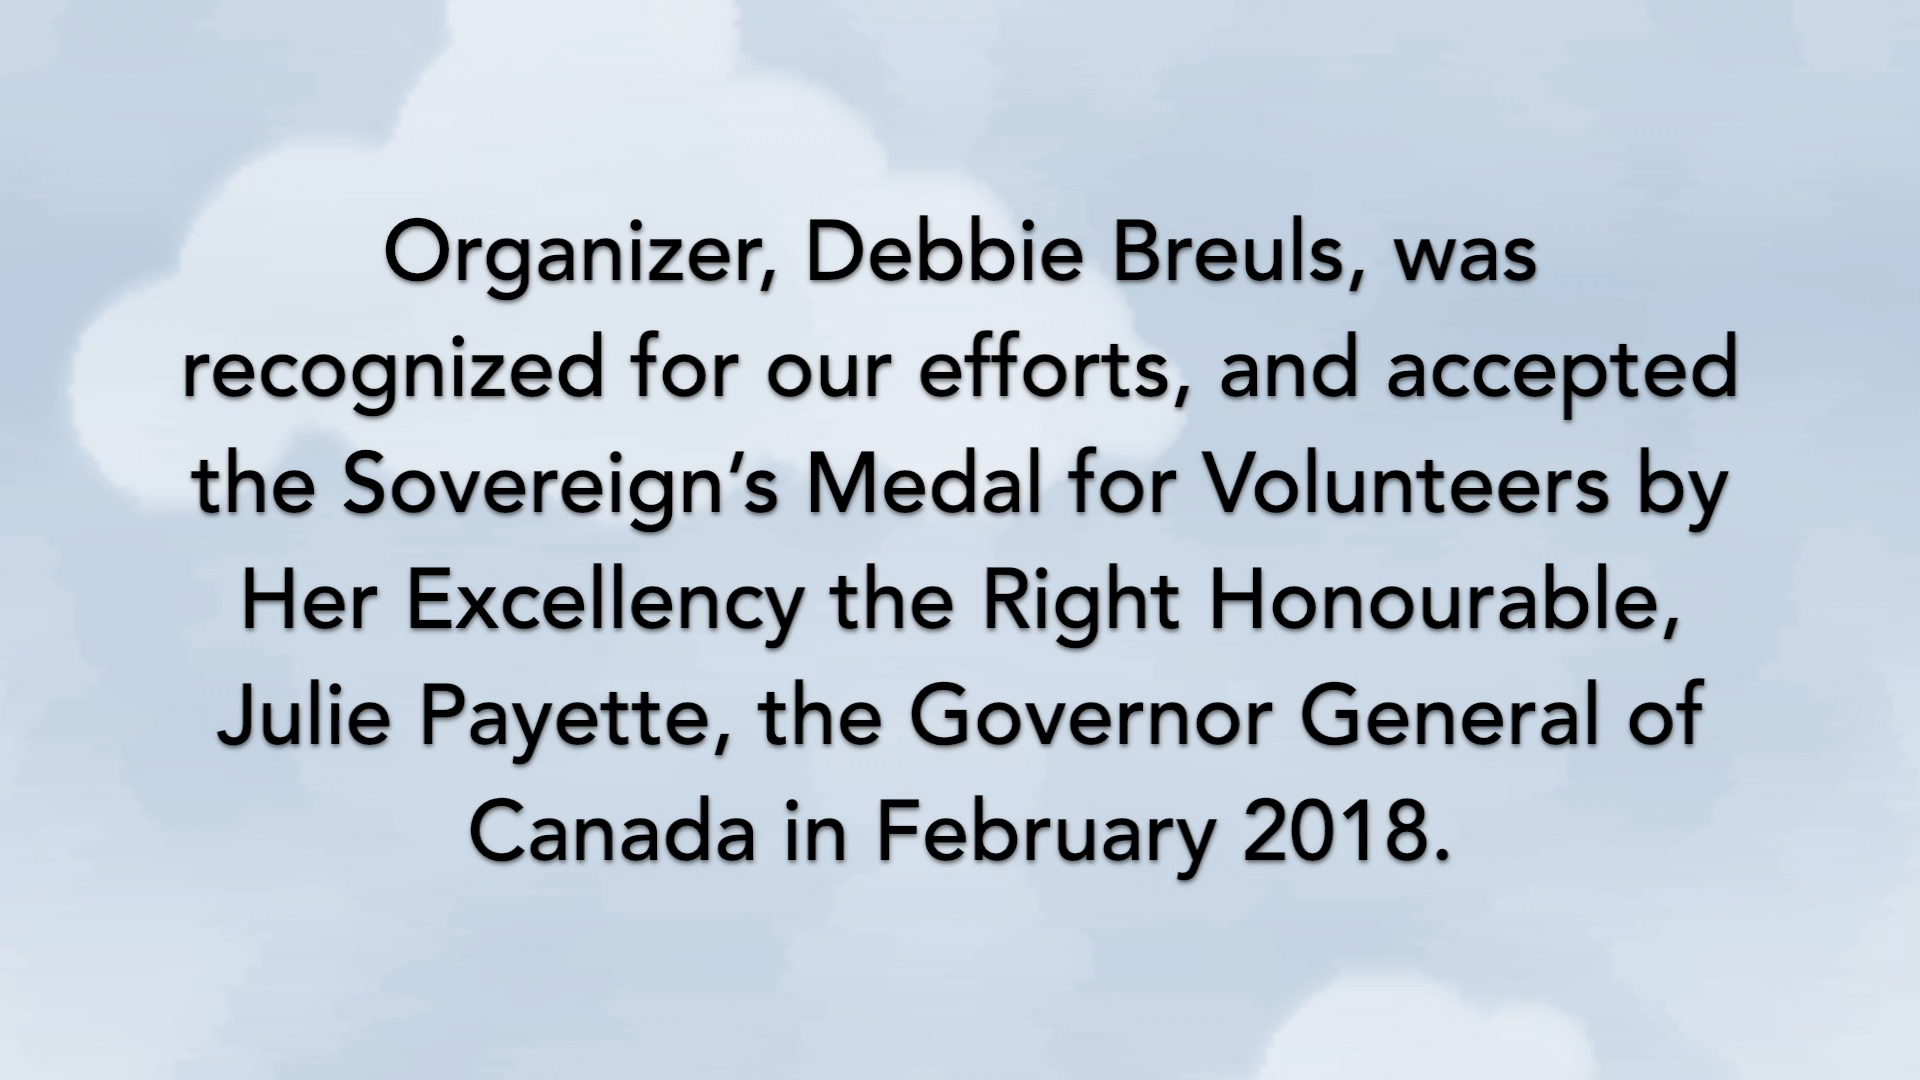 Organizer, Debbie Breuls, was
recognized for our efforts, and accepted
the Sovereign’s Medal for Volunteers by
Her Excellency the Right Honourable,
Julie Payette, the Governor General of
Canada in February 2018.